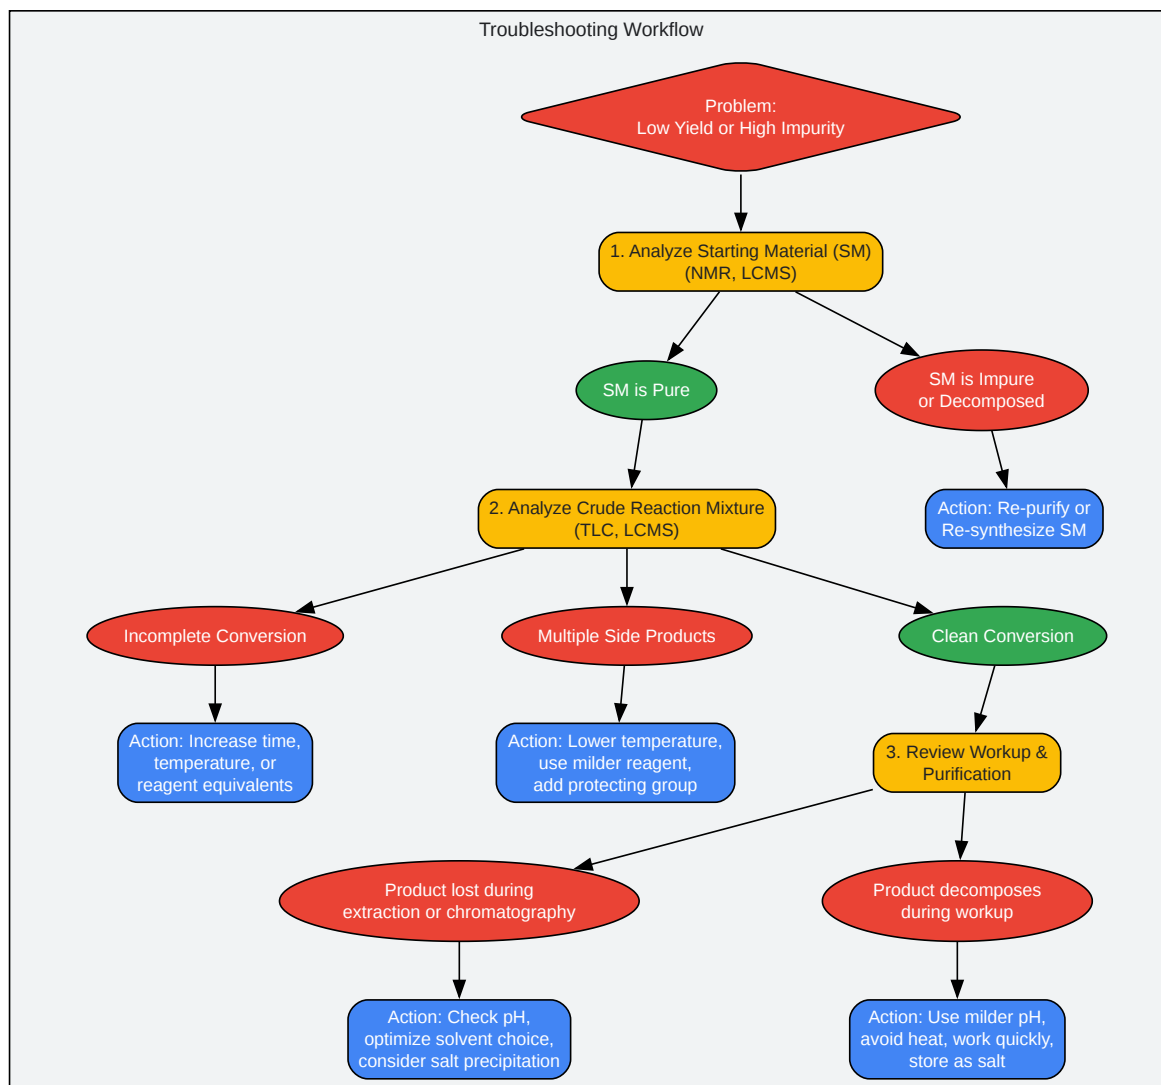 Troubleshooting Workflow
Problem:
Low Yield or High Impurity
1. Analyze Starting Material (SM)
(NMR, LCMS)
SM is Pure
SM is Impure
or Decomposed
Action: Re-purify or
Re-synthesize SM
2. Analyze Crude Reaction Mixture
(TLC, LCMS)
Incomplete Conversion
Multiple Side Products
Clean Conversion
Action: Increase time,
temperature, or
reagent equivalents
Action: Lower temperature,
use milder reagent,
add protecting group
3. Review Workup &
Purification
Product lost during
extraction or chromatography
Product decomposes
during workup
Action: Check pH,
optimize solvent choice,
consider salt precipitation
Action: Use milder pH,
avoid heat, work quickly,
store as salt